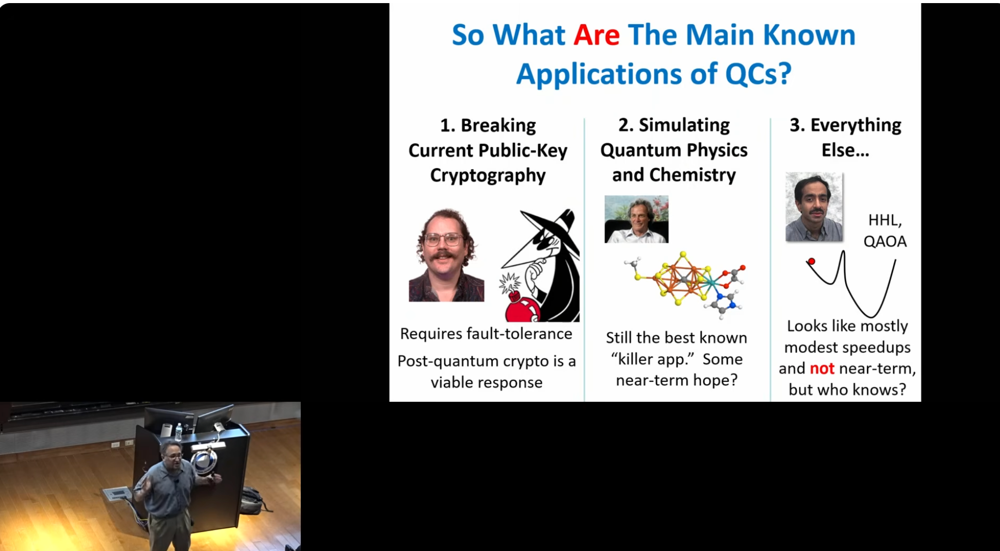 So What Are The Main Known
Applications of QCs?
1. Breaking
Current Public-Key
Cryptography
Requires fault-tolerance
Post-quantum crypto is a
viable response
2. Simulating
Quantum Physics
and Chemistry
Still the best known
“killer app.” Some
near-term hope?
3. Everything
Else...
HHL,
QAOA
Looks like mostly
modest speedups
and not near-term,
but who knows?